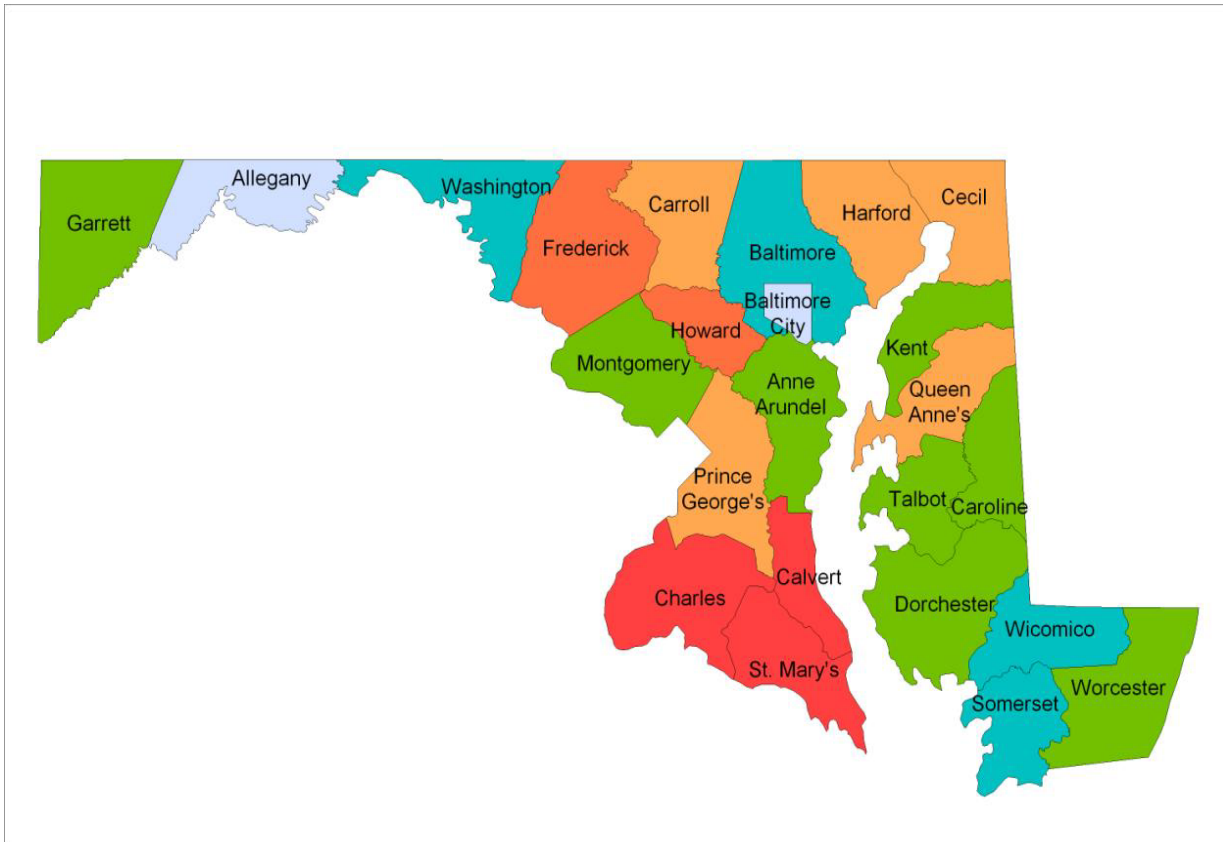 Allegany
Washington
Garrett
Carroll
Harford
Cecil
Frederick
Baltimore
Baltimore
City
Howard
Montgomery
Kent
Anne
Arundel
Queen
Anne's
Prince
George's
Talbot
Caroline
Calvert
Charles
Dorchester
Wicomico
St. Mary's
Worcester
Somerset